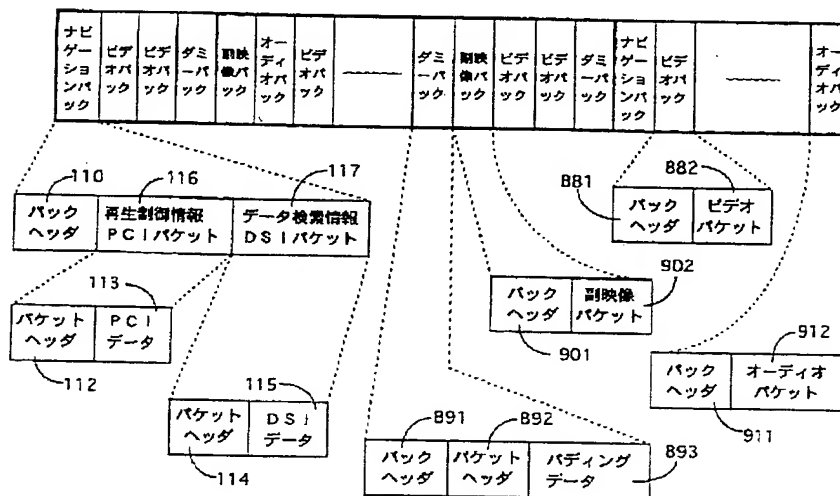 ナビゲーションパック
ビデオパック
ビデオパック
ダミーパック
副映像パック
オーディオパック
ビデオパック
ダミーパック
副映像パック
ビデオパック
ビデオパック
ダミーパック
ナビゲーションパック
ビデオパック
オーディオパック
110
116
117
881
882
パック
ヘッダ
再生制御情報
PCIパケット
データ検索情報
DSIパケット
パック
ヘッダ
ビデオ
パケット
113
902
パケット
ヘッダ
PCI
データ
パック
ヘッダ
副映像
パケット
112
901
912
115
パック
ヘッダ
オーディオ
パケット
パケット
ヘッダ
DSI
データ
891
892
911
114
パック
ヘッダ
パケット
ヘッダ
パディング
データ
893